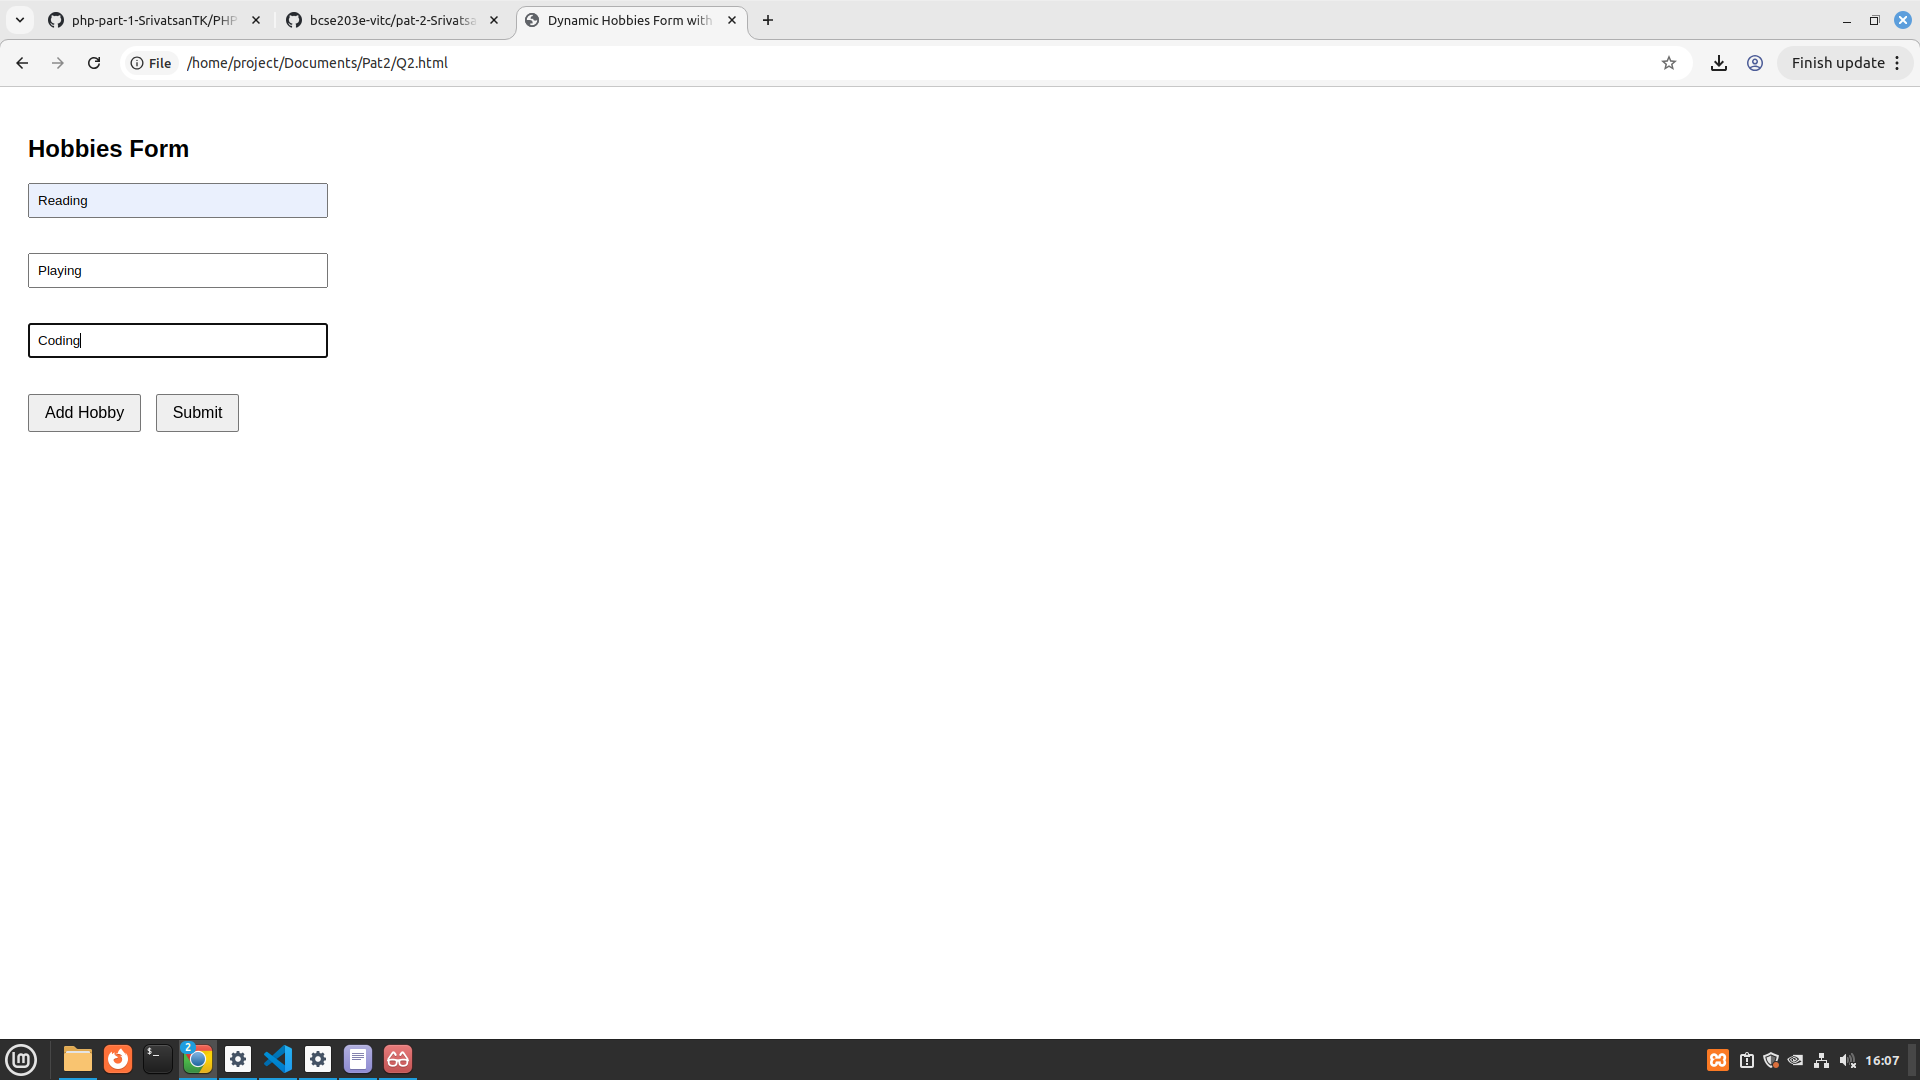 php-part-1-SrivatsanTK/PHP
bcse203e-vitc/pat-2-Srivatsa
Dynamic Hobbies Form with
File
/home/project/Documents/Pat2/Q2.html
Finish update
Hobbies Form
Reading
Playing
Coding
Add Hobby
Submit
$_
2
lm
16:07